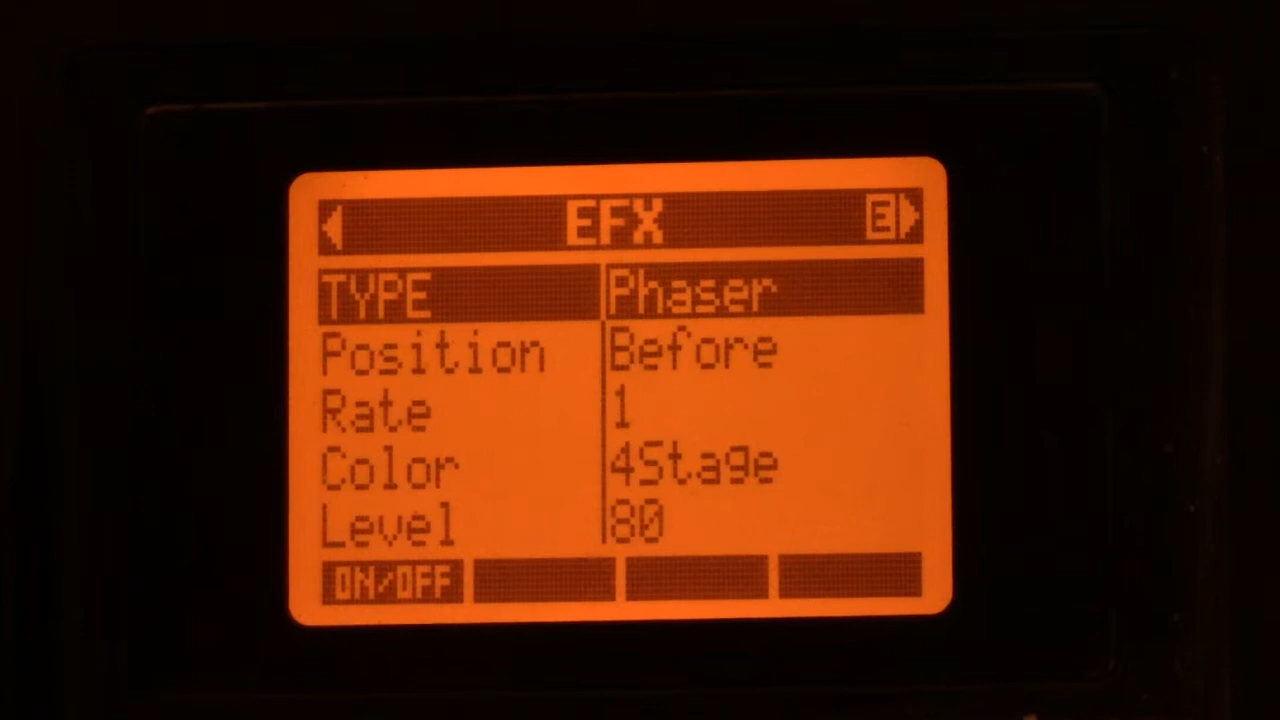 EFX E
TYPE Phaser
Position Before
Rate 1
Color 4Stage
Level 80
ON/OFF